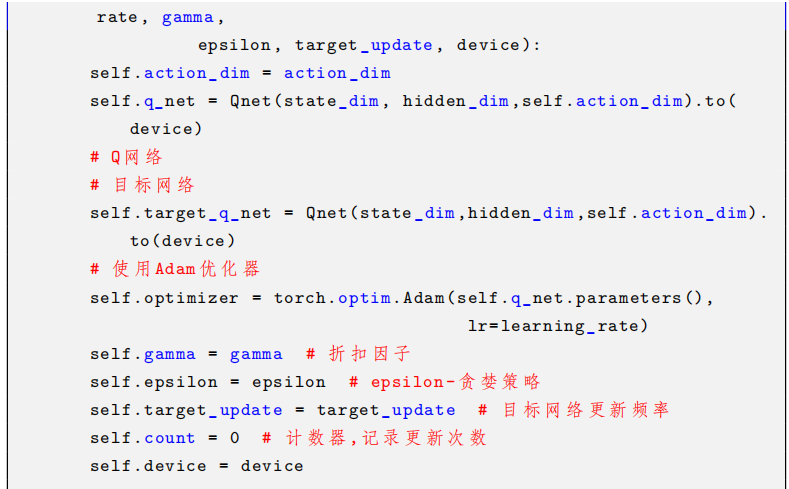 rate, gamma,
epsilon, target_update, device):
self.action_dim = action_dim
self.q_net = Qnet(state_dim, hidden_dim,self.action_dim).to(
device)
# Q网络
# 目标网络
self.target_q_net = Qnet(state_dim,hidden_dim,self.action_dim).
to(device)
# 使用Adam优化器
self.optimizer = torch.optim.Adam(self.q_net.parameters(),
lr=learning_rate)
self.gamma = gamma  # 折扣因子
self.epsilon = epsilon  # epsilon-贪婪策略
self.target_update = target_update  # 目标网络更新频率
self.count = 0  # 计数器,记录更新次数
self.device = device